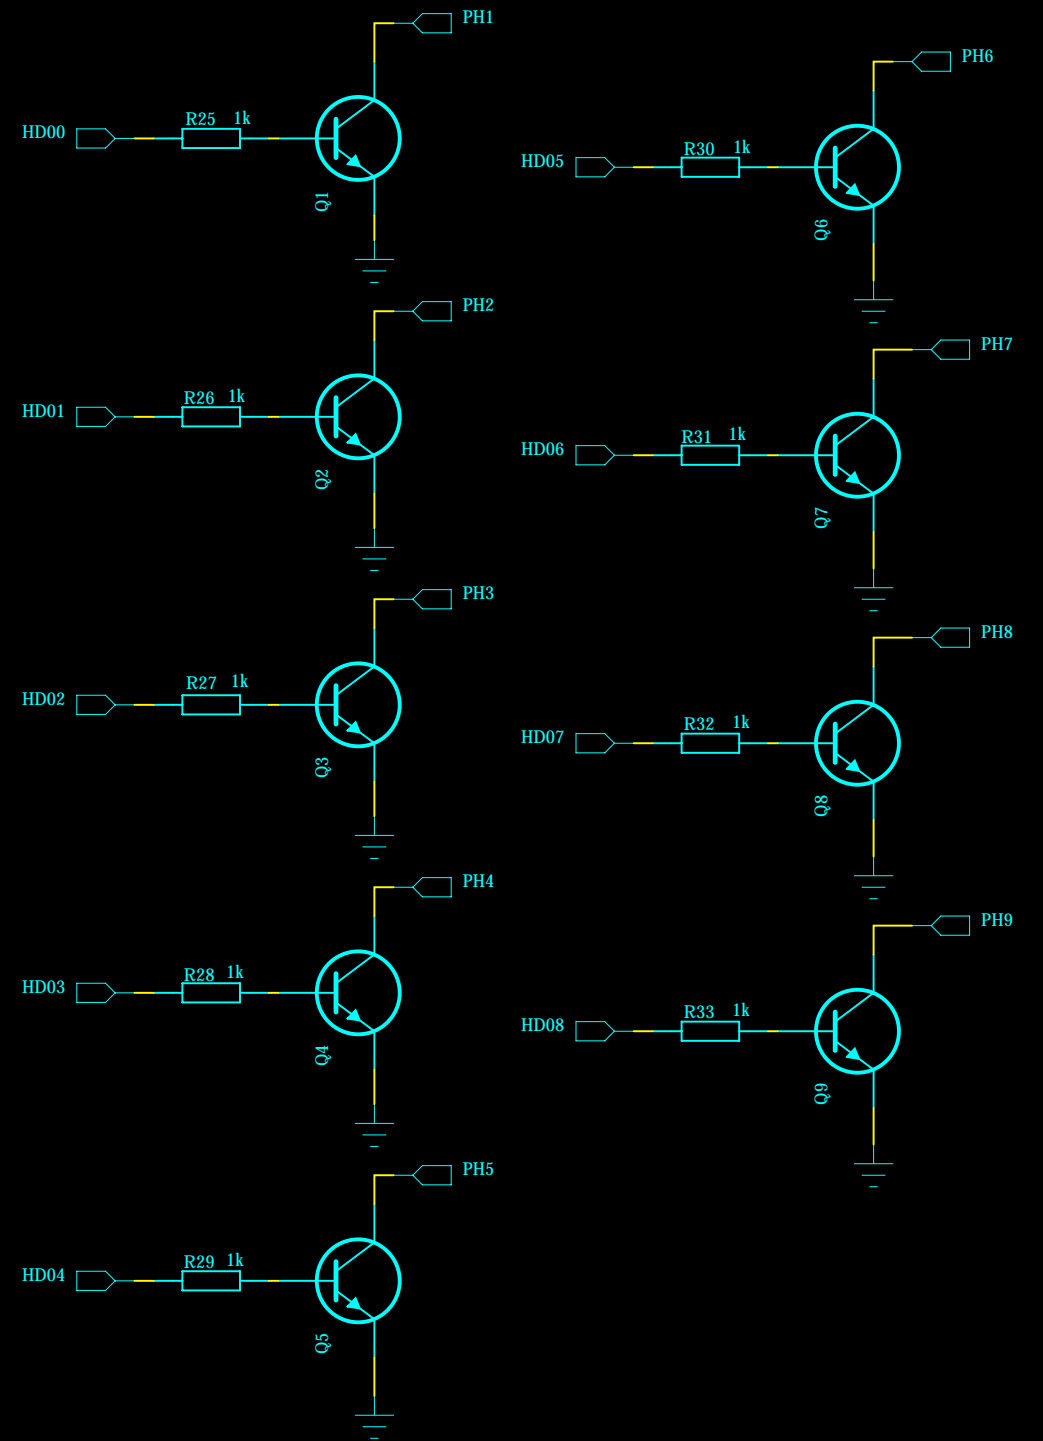 PH1
R25 1k
HD00
Q1
PH2
R26 1k
HD01
Q2
PH3
R27 1k
HD02
Q3
PH4
R28 1k
HD03
Q4
PH5
R29 1k
HD04
Q5
PH6
R30 1k
HD05
Q6
PH7
R31 1k
HD06
Q7
PH8
R32 1k
HD07
Q8
PH9
R33 1k
HD08
Q9